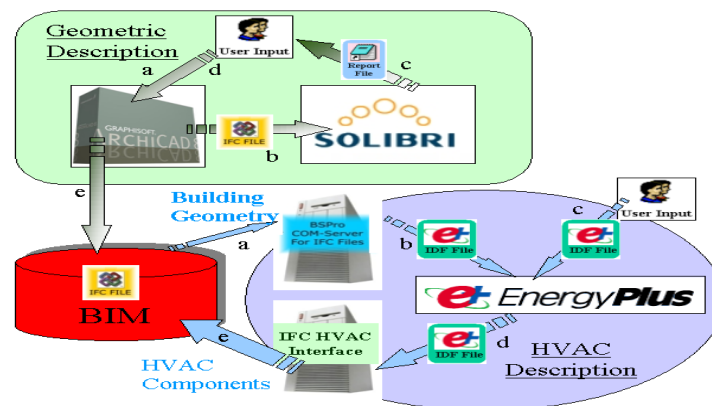 Geometric
Description
User Input
a
d
Report
File
c
GRAPHISOFT
ARCHICAD
IFC FILE
b
SOLIBRI
e
Building
Geometry
a
BSPro
COM-Server
For IFC Files
b
IDF File
c
IDF File
User Input
IFC FILE
BIM
EnergyPlus
IFC HVAC
Interface
e
IDF File
d
HVAC
Components
HVAC
Description